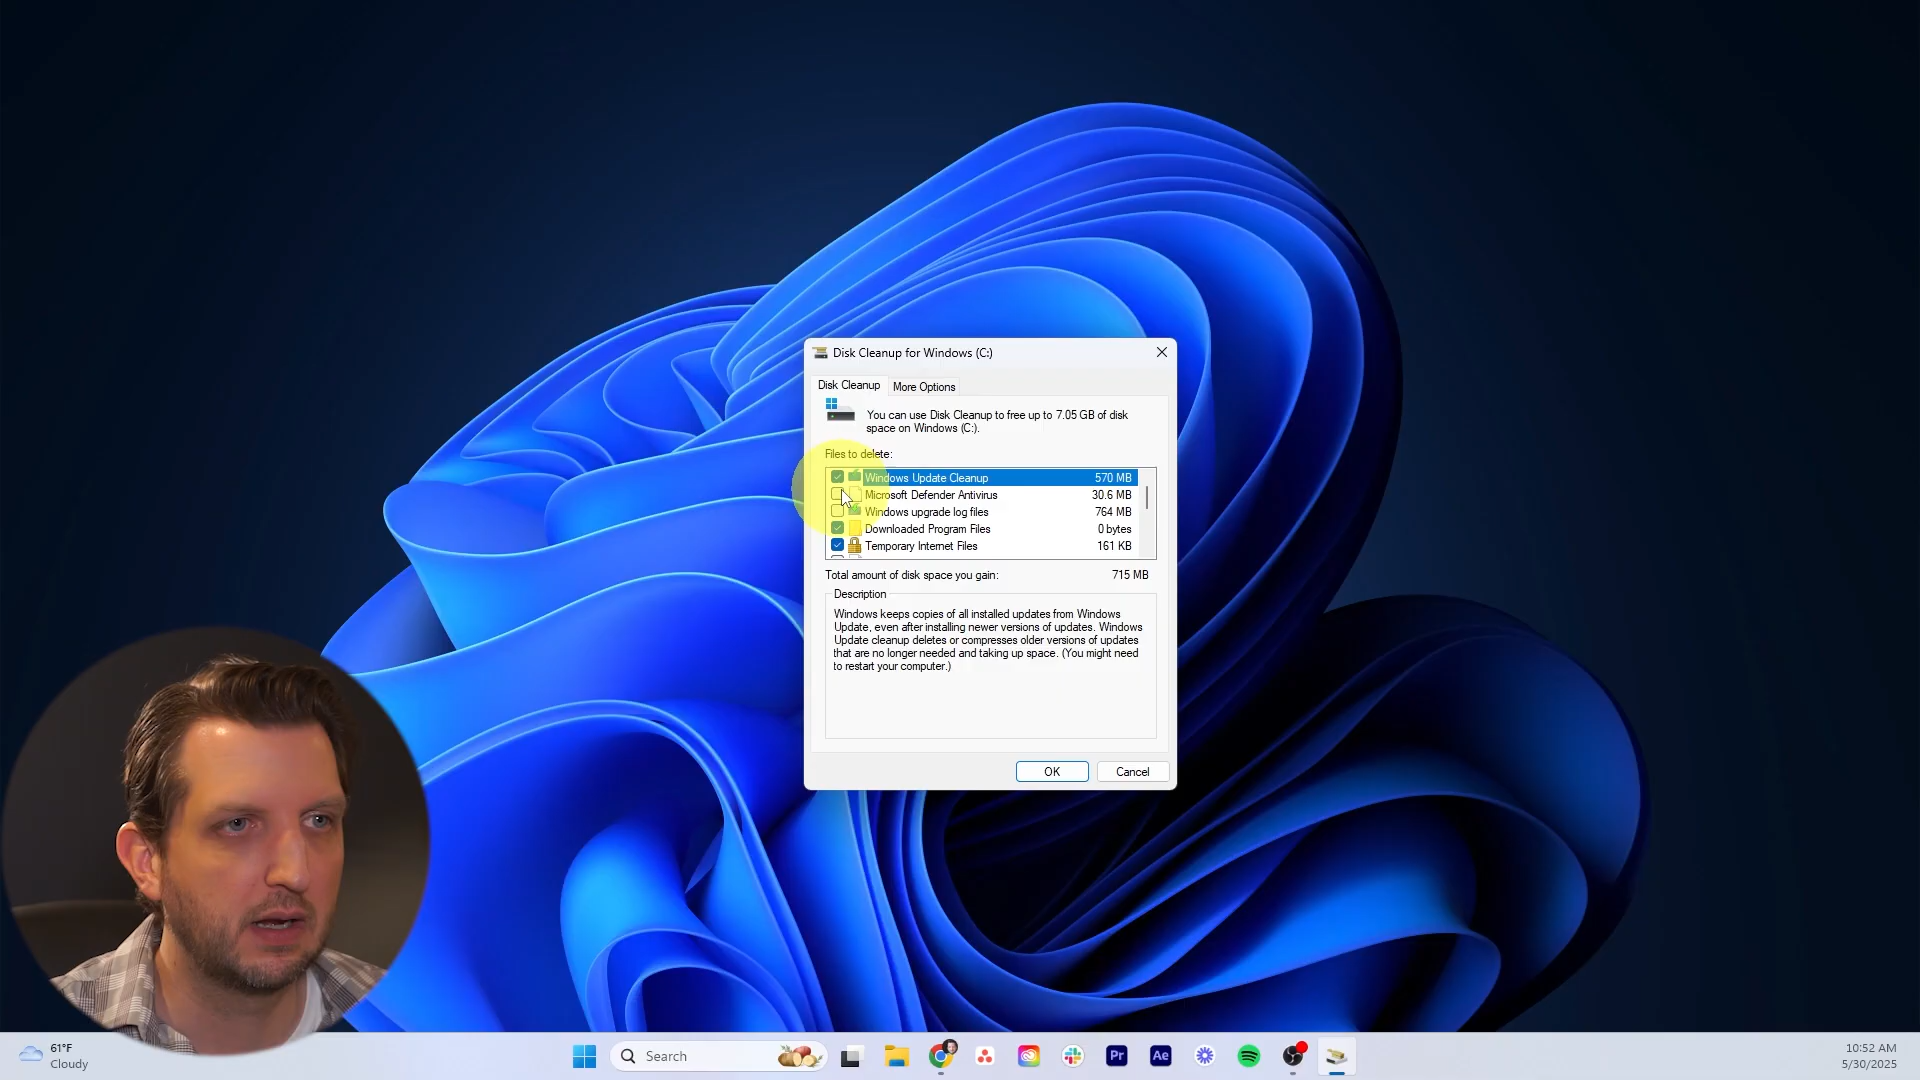 Disk Cleanup for Windows (C:)
Disk Cleanup
More Options
You can use Disk Cleanup to free up to 7.05 GB of disk
space on Windows (C:).
Files to delete:
Windows Update Cleanup 570 MB
Microsoft Defender Antivirus 30.6 MB
Windows upgrade log files 764 MB
Downloaded Program Files 0 bytes
Temporary Internet Files 161 KB
Total amount of disk space you gain: 715 MB
Description
Windows keeps copies of all installed updates from Windows
Update, even after installing newer versions of updates. Windows
Update cleanup deletes or compresses older versions of updates
that are no longer needed and taking up space. (You might need
to restart your computer.)
OK
Cancel
61°F
Cloudy
Search
Pr
Ae
10:52 AM
5/30/2025